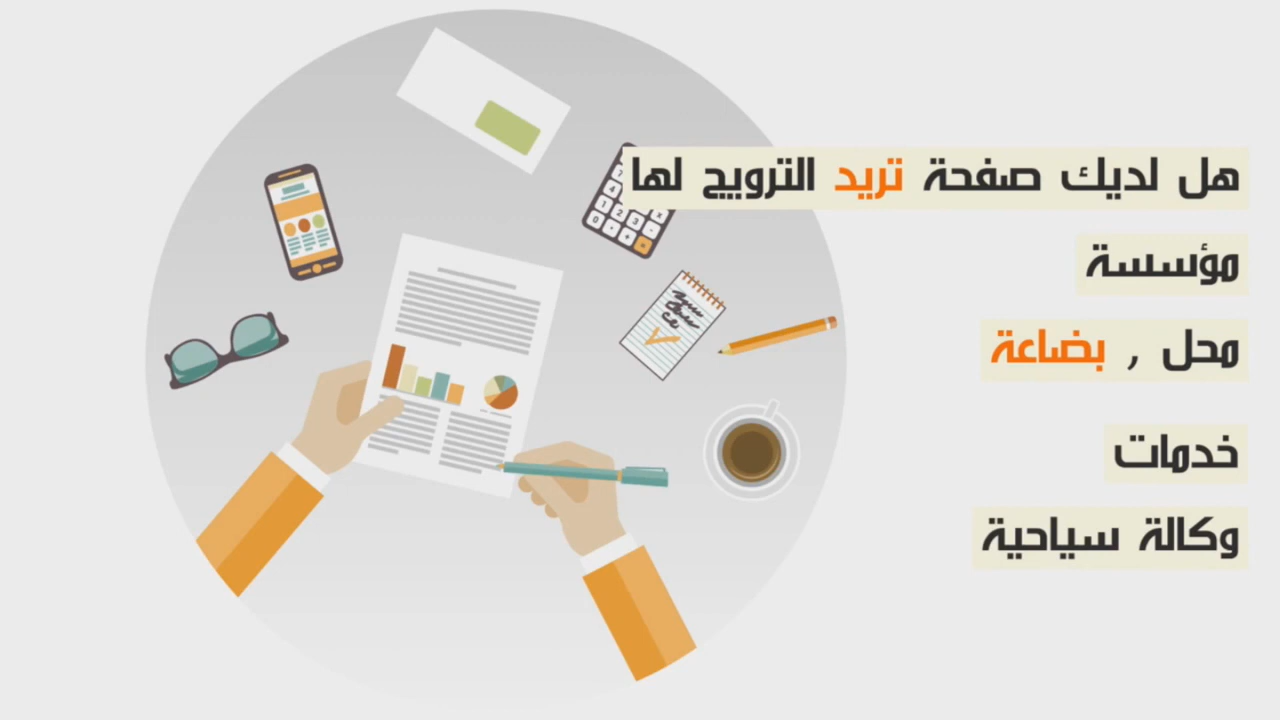 هل لديك صفحة تريد الترويج لها
مؤسسة
محل , بضاعة
خدمات
وكالة سياحية